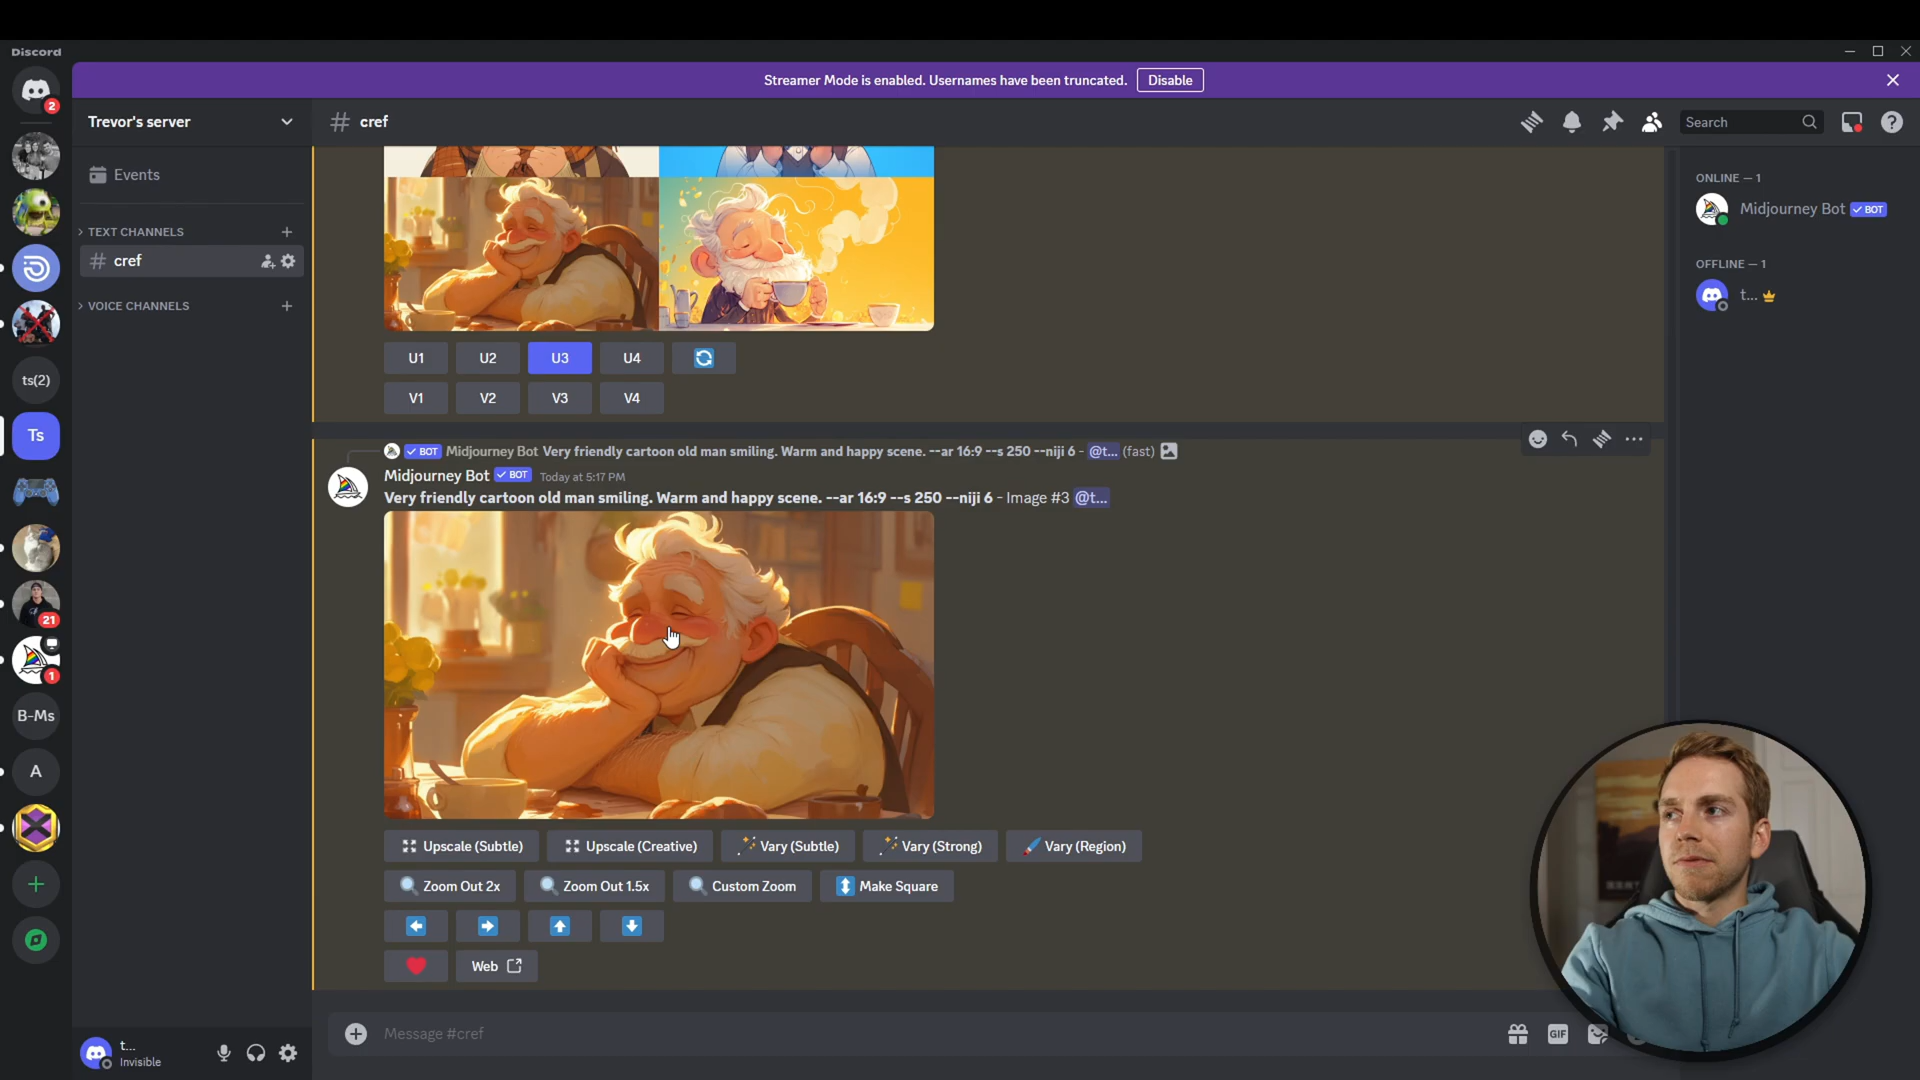 Discord
Streamer Mode is enabled. Usernames have been truncated. Disable
2
Trevor's server
# cref
Search
Events
TEXT CHANNELS
# cref
VOICE CHANNELS
ts(2)
Ts
21
1
B-Ms
A
U1 U2 U3 U4
V1 V2 V3 V4
BOT Midjourney Bot Very friendly cartoon old man smiling. Warm and happy scene. --ar 16:9 --s 250 --niji 6 - @t... (fast)
Midjourney Bot BOT Today at 5:17 PM
Very friendly cartoon old man smiling. Warm and happy scene. --ar 16:9 --s 250 --niji 6 - Image #3 @t...
Upscale (Subtle) Upscale (Creative) Vary (Subtle) Vary (Strong) Vary (Region)
Zoom Out 2x Zoom Out 1.5x Custom Zoom Make Square
Web
Message #cref
GIF
t...
Invisible
ONLINE — 1
Midjourney Bot BOT
OFFLINE — 1
t...